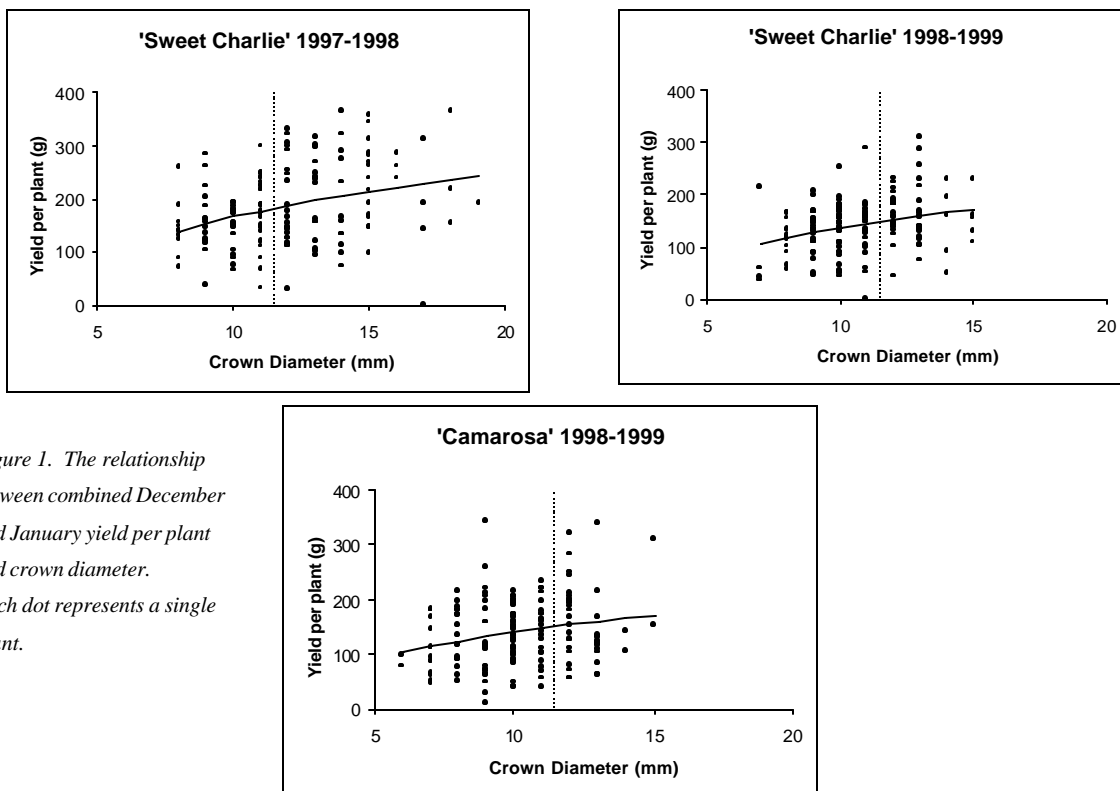 'Sweet Charlie' 1997-1998
Yield per plant (g)
400
300
200
100
0
5 10 15 20
Crown Diameter (mm)
'Sweet Charlie' 1998-1999
Yield per plant (g)
400
300
200
100
0
5 10 15 20
Crown Diameter (mm)
gure 1. The relationship
ween combined December
d January yield per plant
d crown diameter.
ch dot represents a single
ant.
'Camarosa' 1998-1999
Yield per plant (g)
400
300
200
100
0
5 10 15 20
Crown Diameter (mm)